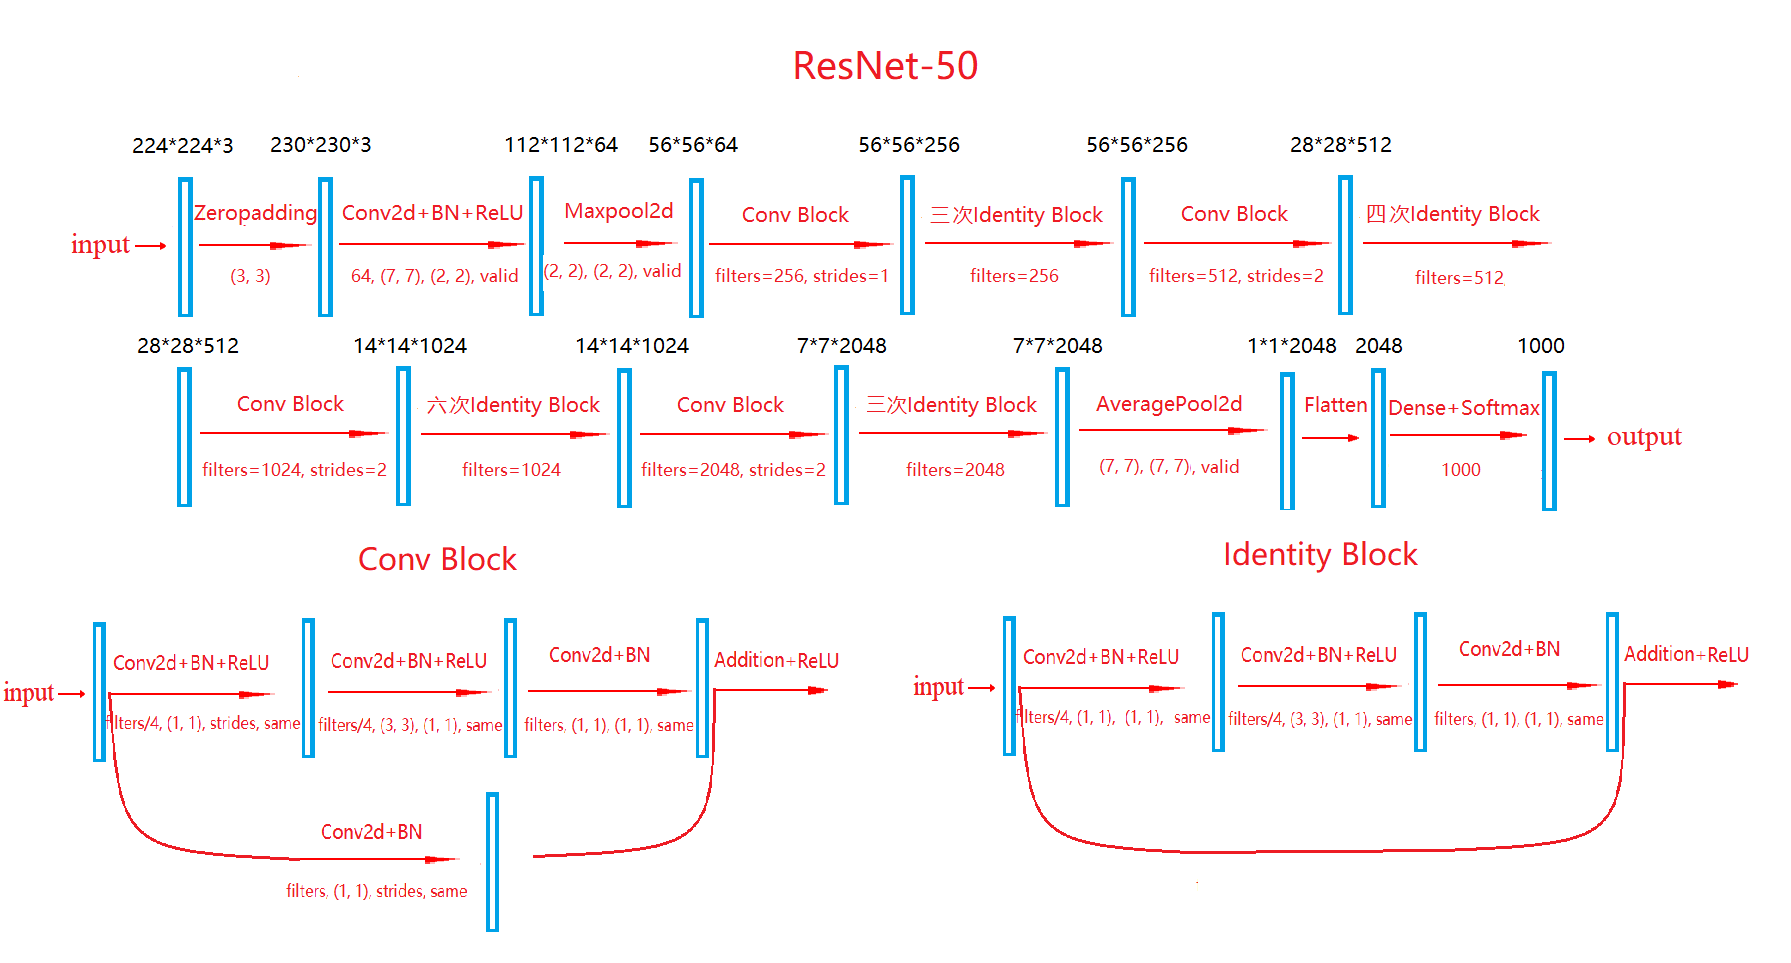 ResNet-50
224*224*3 230*230*3 112*112*64 56*56*64 56*56*256 56*56*256 28*28*512
Zeropadding Conv2d+BN+ReLU Maxpool2d Conv Block 三次Identity Block Conv Block 四次Identity Block
input
(3, 3) 64, (7, 7), (2, 2), valid (2, 2), (2, 2), valid filters=256, strides=1 filters=256 filters=512, strides=2 filters=512
28*28*512 14*14*1024 14*14*1024 7*7*2048 7*7*2048 1*1*2048 2048 1000
Conv Block 六次Identity Block Conv Block 三次Identity Block AveragePool2d Flatten Dense+Softmax
output
filters=1024, strides=2 filters=1024 filters=2048, strides=2 filters=2048 (7, 7), (7, 7), valid 1000
Conv Block
Conv2d+BN+ReLU Conv2d+BN+ReLU Conv2d+BN Addition+ReLU
input
filters/4, (1, 1), strides, same filters/4, (3, 3), (1, 1), same filters, (1, 1), (1, 1), same
Conv2d+BN
filters, (1, 1), strides, same
Identity Block
Conv2d+BN+ReLU Conv2d+BN+ReLU Conv2d+BN Addition+ReLU
input
filters/4, (1, 1), (1, 1), same filters/4, (3, 3), (1, 1), same filters, (1, 1), (1, 1), same